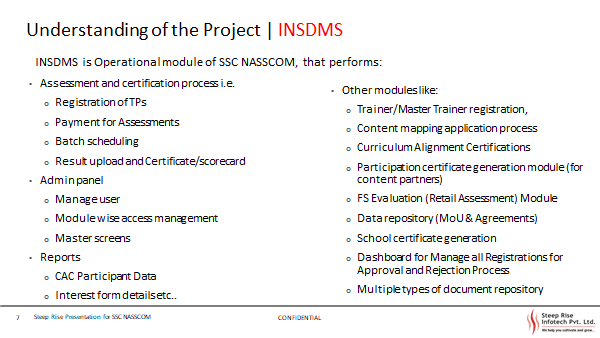 Understanding of the Project | INSDMS
INSDMS is Operational module of SSC NASSCOM, that performs:
• Assessment and certification process i.e.
o Registration of TPs
o Payment for Assessments
o Batch scheduling
o Result upload and Certificate/scorecard
• Admin panel
o Manage user
o Module wise access management
o Master screens
• Reports
o CAC Participant Data
o Interest form details etc..
• Other modules like:
o Trainer/Master Trainer registration,
o Content mapping application process
o Curriculum Alignment Certifications
o Participation certificate generation module (for
content partners)
o FS Evaluation (Retail Assessment) Module
o Data repository (MoU & Agreements)
o School certificate generation
o Dashboard for Manage all Registrations for
Approval and Rejection Process
o Multiple types of document repository
7 Steep Rise Presentation for SSC NASSCOM CONFIDENTIAL
Steep Rise
Infotech Pvt. Ltd.
We help you cultivate and grow...